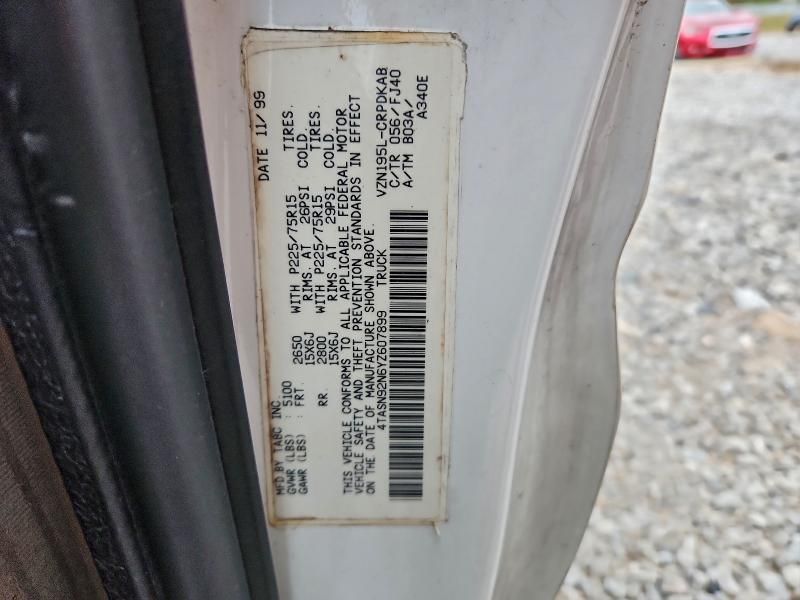 MFD BY TABC INC. DATE 11/99
GVWR (LBS) : 5100
GAWR (LBS) : FRT. 2650 WITH P225/75R15 TIRES.
15X6J RIMS. AT 26PSI COLD.
RR. 2800 WITH P225/75R15 TIRES.
15X6J RIMS. AT 29PSI COLD.
THIS VEHICLE CONFORMS TO ALL APPLICABLE FEDERAL MOTOR
VEHICLE SAFETY AND THEFT PREVENTION STANDARDS IN EFFECT
ON THE DATE OF MANUFACTURE SHOWN ABOVE.
4TASN92N6YZ607899 TRUCK VZN195L-CRPDKAB
C/TR 056/FJ40
A/TM B03A/
A340E